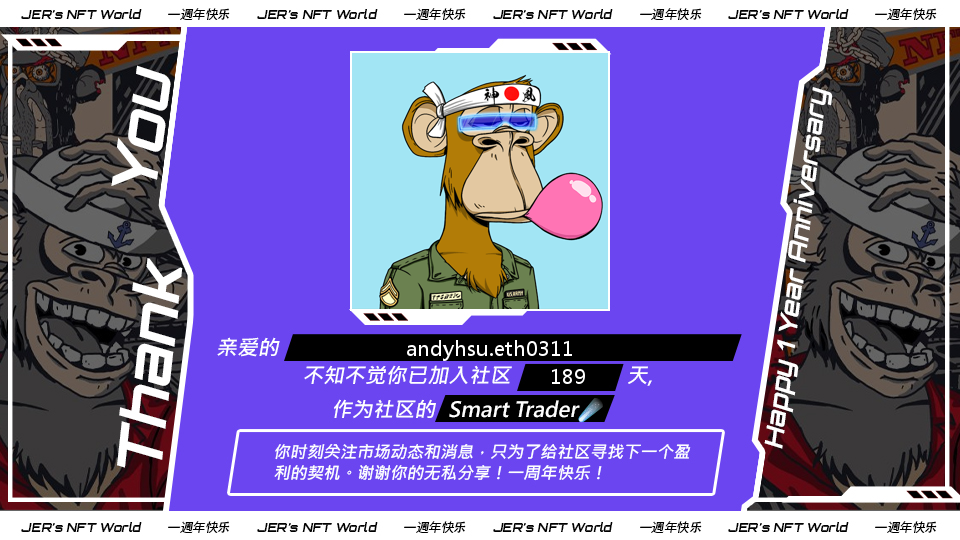 JER's NFT World 一週年快乐 JER's NFT World 一週年快乐 JER's NFT World 一週年快乐 JER's NFT World 一週年快乐
Thank You
神風
亲爱的 andyhsu.eth0311
不知不觉你已加入社区 189 天,
作为社区的 Smart Trader
你时刻关注市场动态和消息，只为了给社区寻找下一个盈
利的契机。谢谢你的无私分享！一周年快乐！
Happy 1 Year Anniversary
JER's NFT World 一週年快乐 JER's NFT World 一週年快乐 JER's NFT World 一週年快乐 JER's NFT World 一週年快乐